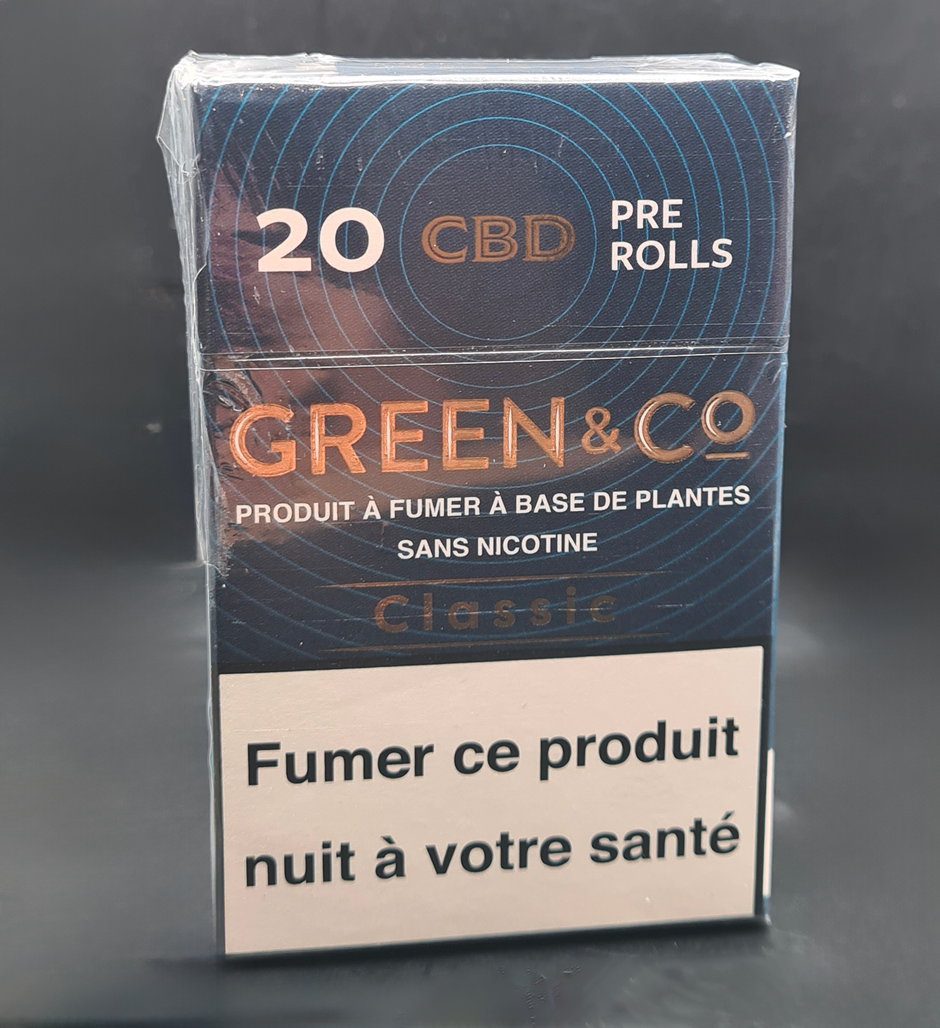 20 CBD PRE ROLLS
GREEN & Co
PRODUIT À FUMER À BASE DE PLANTES
SANS NICOTINE
Classic
Fumer ce produit
nuit à votre santé